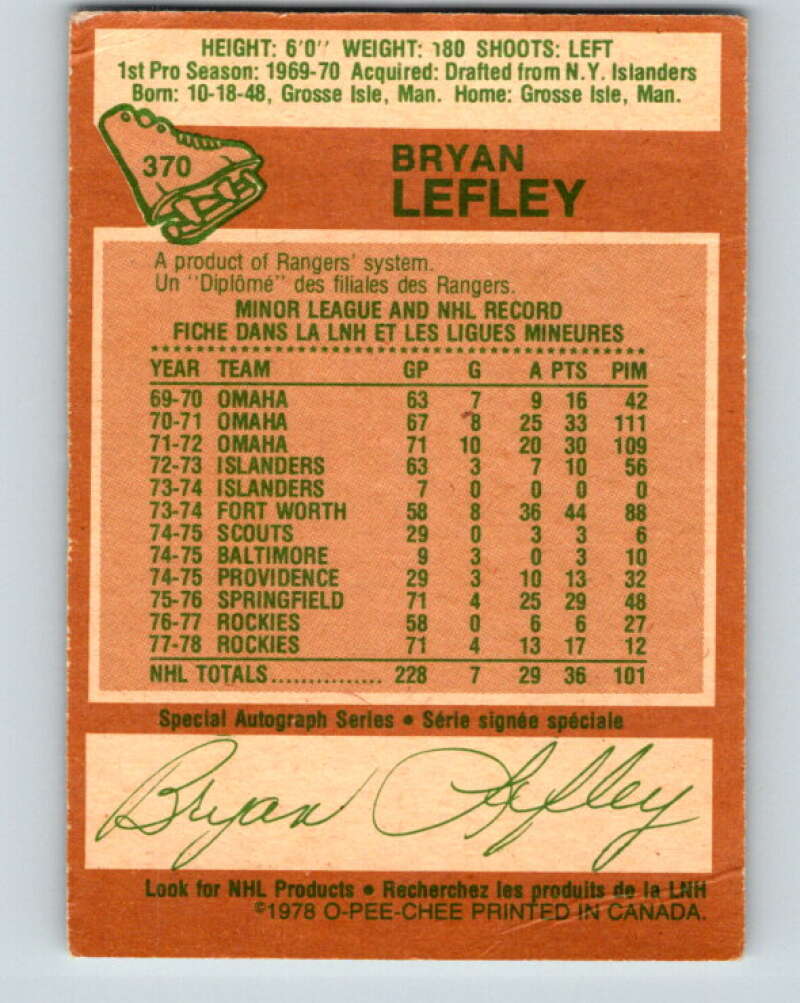 HEIGHT: 6'0" WEIGHT: 180 SHOOTS: LEFT
1st Pro Season: 1969-70 Acquired: Drafted from N.Y. Islanders
Born: 10-18-48, Grosse Isle, Man. Home: Grosse Isle, Man.
370
BRYAN
LEFLEY
A product of Rangers' system.
Un "Diplômé" des filiales des Rangers.
MINOR LEAGUE AND NHL RECORD
FICHE DANS LA LNH ET LES LIGUES MINEURES
YEAR TEAM GP G A PTS PIM
69-70 OMAHA 63 7 9 16 42
70-71 OMAHA 67 8 25 33 111
71-72 OMAHA 71 10 20 30 109
72-73 ISLANDERS 63 3 7 10 56
73-74 ISLANDERS 7 0 0 0 0
73-74 FORT WORTH 58 8 36 44 88
74-75 SCOUTS 29 0 3 3 6
74-75 BALTIMORE 9 3 0 3 10
74-75 PROVIDENCE 29 3 10 13 32
75-76 SPRINGFIELD 71 4 25 29 48
76-77 ROCKIES 58 0 6 6 27
77-78 ROCKIES 71 4 13 17 12
NHL TOTALS................ 228 7 29 36 101
Special Autograph Series • Série signée spéciale
Bryan Lefley
Look for NHL Products • Recherchez les produits de la LNH
©1978 O-PEE-CHEE PRINTED IN CANADA.